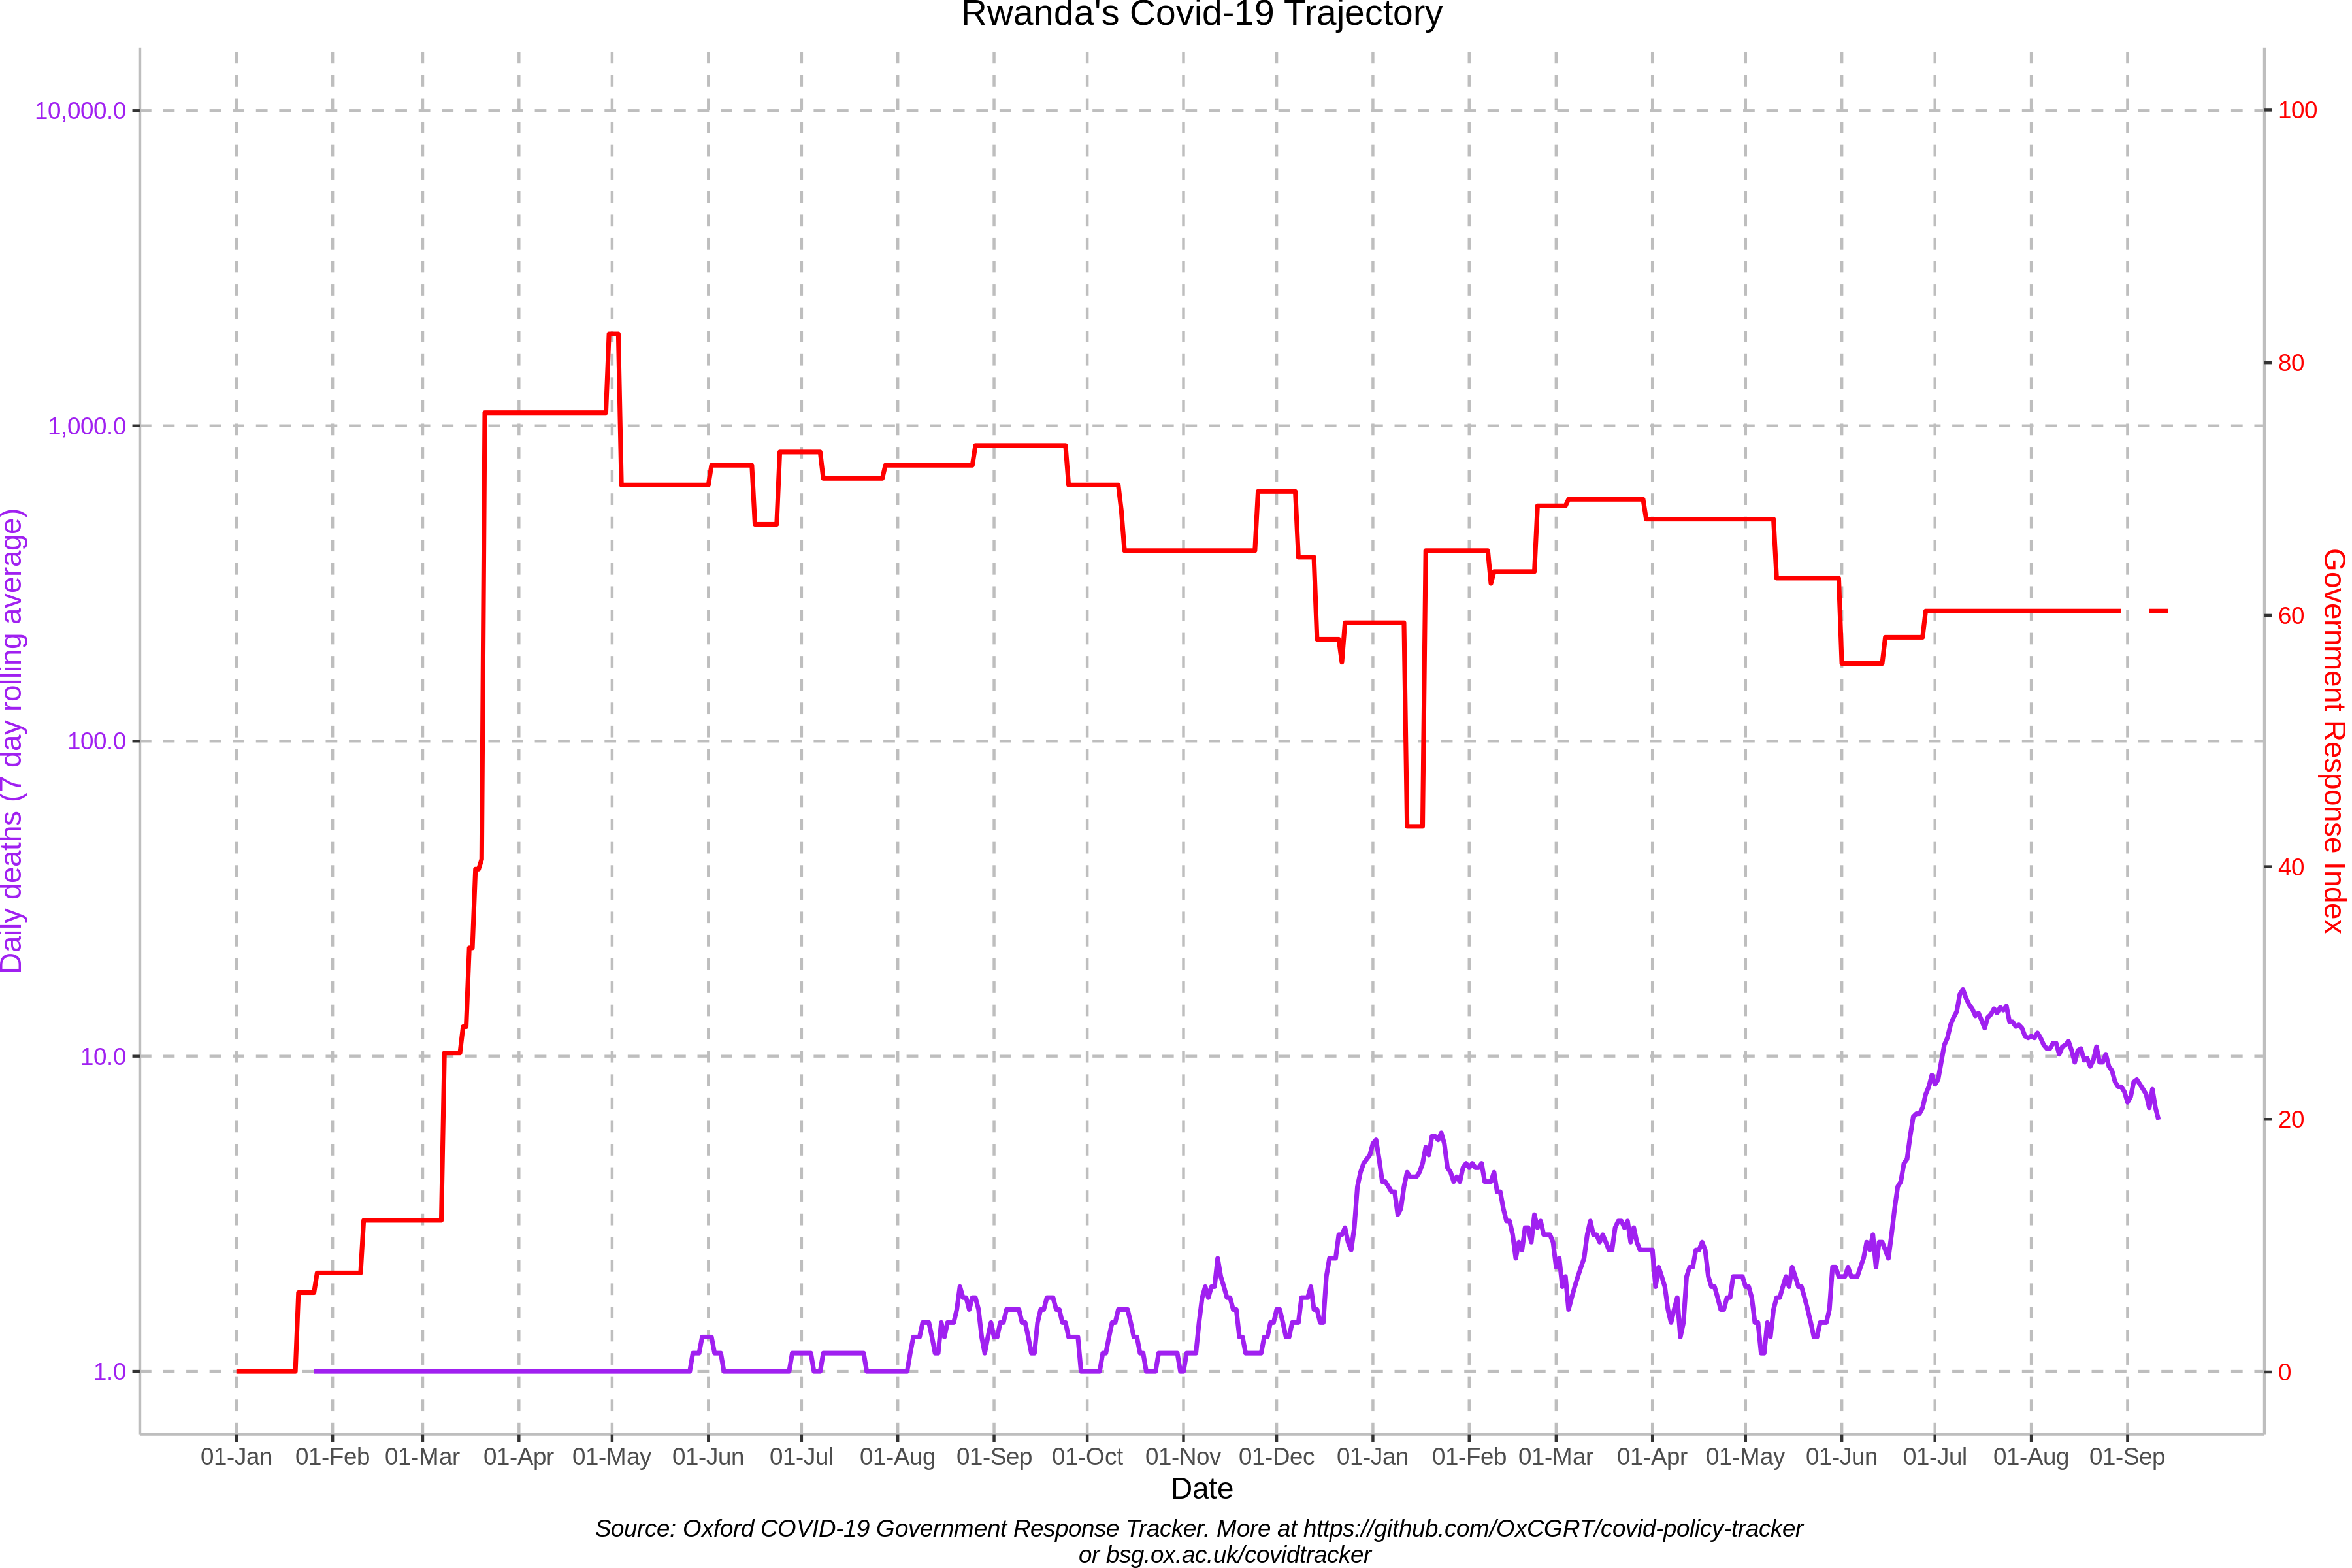 Rwanda's Covid-19 Trajectory
10,000.0
1,000.0
100.0
10.0
1.0
Daily deaths (7 day rolling average)
100
80
60
40
20
0
Government Response Index
01-Jan 01-Feb 01-Mar 01-Apr 01-May 01-Jun 01-Jul 01-Aug 01-Sep 01-Oct 01-Nov 01-Dec 01-Jan 01-Feb 01-Mar 01-Apr 01-May 01-Jun 01-Jul 01-Aug 01-Sep
Date
Source: Oxford COVID-19 Government Response Tracker. More at https://github.com/OxCGRT/covid-policy-tracker
or bsg.ox.ac.uk/covidtracker